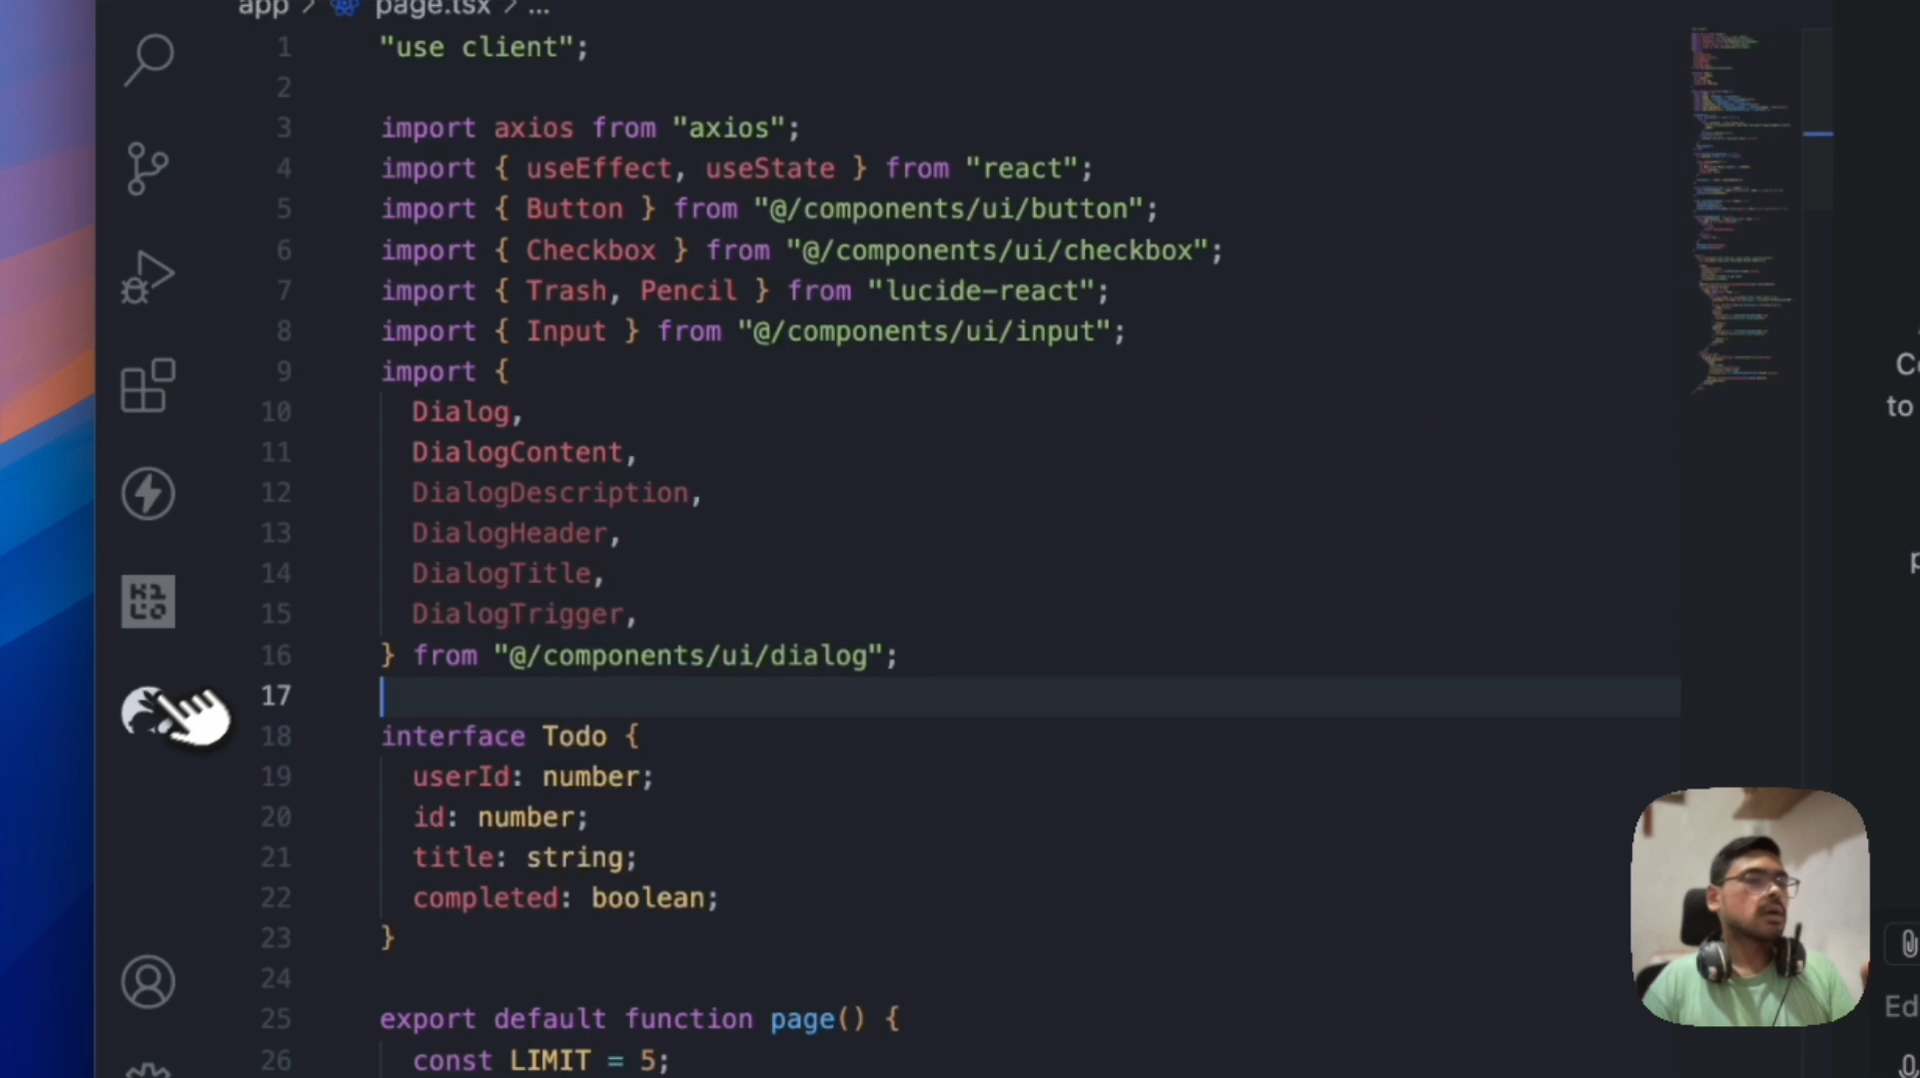 app > page.tsx > ...
1 "use client";
2
3 import axios from "axios";
4 import { useEffect, useState } from "react";
5 import { Button } from "@/components/ui/button";
6 import { Checkbox } from "@/components/ui/checkbox";
7 import { Trash, Pencil } from "lucide-react";
8 import { Input } from "@/components/ui/input";
9 import {
10 Dialog,
11 DialogContent,
12 DialogDescription,
13 DialogHeader,
14 DialogTitle,
15 DialogTrigger,
16 } from "@/components/ui/dialog";
17
18 interface Todo {
19 userId: number;
20 id: number;
21 title: string;
22 completed: boolean;
23 }
24
25 export default function page() {
26 const LIMIT = 5;
KILO
to